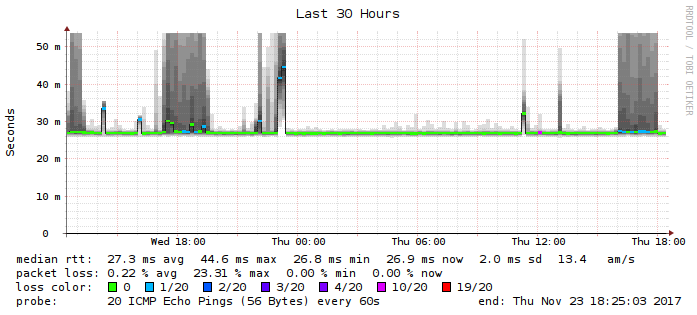 Last 30 Hours
RRDTOOL / TOBI OETIKER
Seconds
50 m
40 m
30 m
20 m
10 m
0
Wed 18:00 Thu 00:00 Thu 06:00 Thu 12:00 Thu 18:00
median rtt: 27.3 ms avg 44.6 ms max 26.8 ms min 26.9 ms now 2.0 ms sd 13.4 am/s
packet loss: 0.22 % avg 23.31 % max 0.00 % min 0.00 % now
loss color: 0 1/20 2/20 3/20 4/20 10/20 19/20
probe: 20 ICMP Echo Pings (56 Bytes) every 60s end: Thu Nov 23 18:25:03 2017